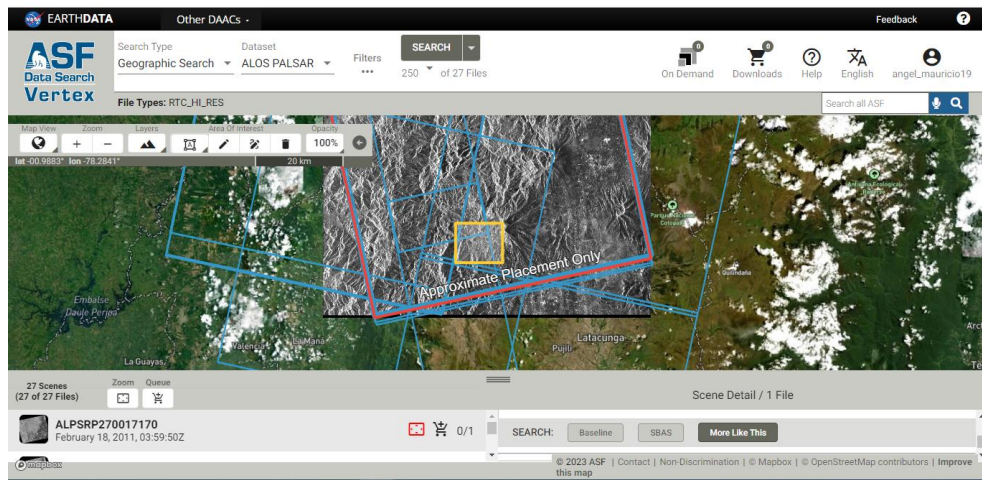 EARTHDATA
Other DAACs
Feedback
?
ASF
Data Search
Vertex
Search Type
Geographic Search
Dataset
ALOS PALSAR
Filters
SEARCH
250 of 27 Files
0
On Demand
0
Downloads
Help
English
angel_mauricio19
File Types: RTC_HI_RES
Search all ASF
Map View
Zoom
Layers
Area Of Interest
Opacity
100%
lat -00.9883° lon -78.2841°
20 km
Approximate Placement Only
Embalse
Daule Peripa
Valencia
La Maná
La Guayas
Pujilí
Latacunga
Quilindaña
27 Scenes
(27 of 27 Files)
Zoom
Queue
Scene Detail / 1 File
ALPSRP270017170
February 18, 2011, 03:59:50Z
0/1
SEARCH:
Baseline
SBAS
More Like This
mapbox
© 2023 ASF | Contact | Non-Discrimination | © Mapbox | © OpenStreetMap contributors | Improve
this map